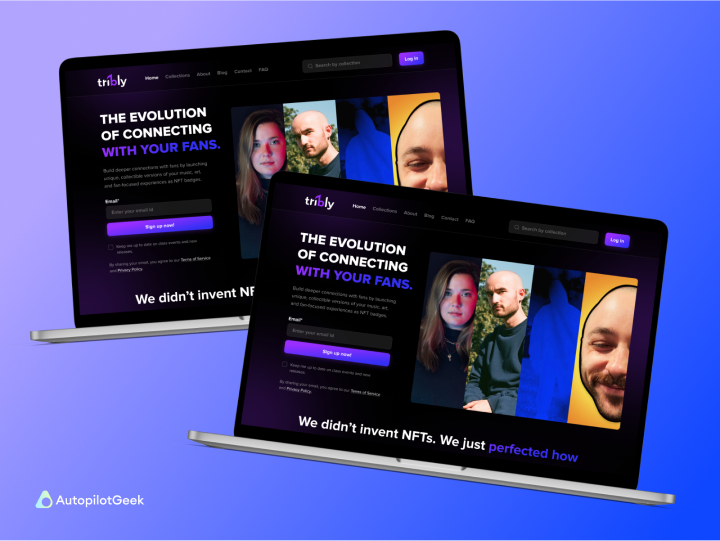 tribly
Home Collections About Blog Contact FAQ
Search by collection
Log in
THE EVOLUTION
OF CONNECTING
WITH YOUR FANS.
Build deeper connections with fans by launching
unique, collectible versions of your music, art,
and fan-focused experiences as NFT badges.
Email*
Enter your email id
Sign up now!
Keep me up to date on class events and new
releases.
By sharing your email, you agree to our Terms of Service
and Privacy Policy.
We didn’t invent NF
tribly
Home Collections About Blog Contact FAQ
Search by collection
Log in
THE EVOLUTION
OF CONNECTING
WITH YOUR FANS.
Build deeper connections with fans by launching
unique, collectible versions of your music, art,
and fan-focused experiences as NFT badges.
Email*
Enter your email id
Sign up now!
Keep me up to date on class events and new
releases.
By sharing your email, you agree to our Terms of Service
and Privacy Policy.
We didn’t invent NFTs. We just perfected how
AutopilotGeek